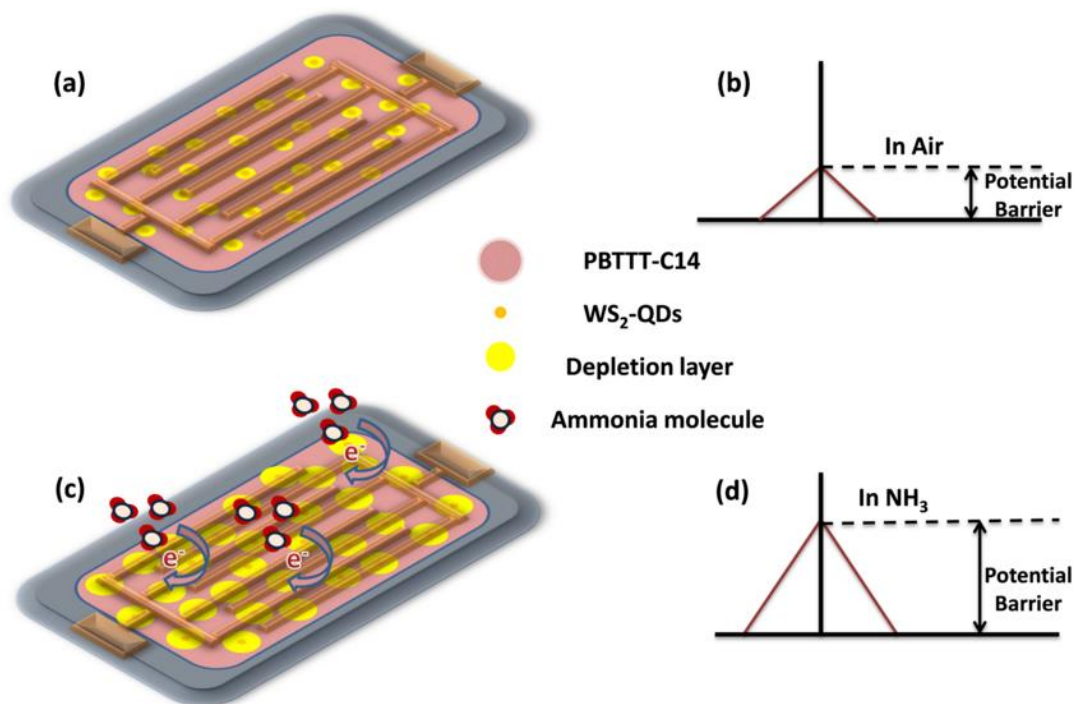 (a)
(b)
In Air
Potential
Barrier
PBTTT-C14
WS₂-QDs
Depletion layer
Ammonia molecule
(c)
e⁻
e⁻
e⁻
(d)
In NH₃
Potential
Barrier